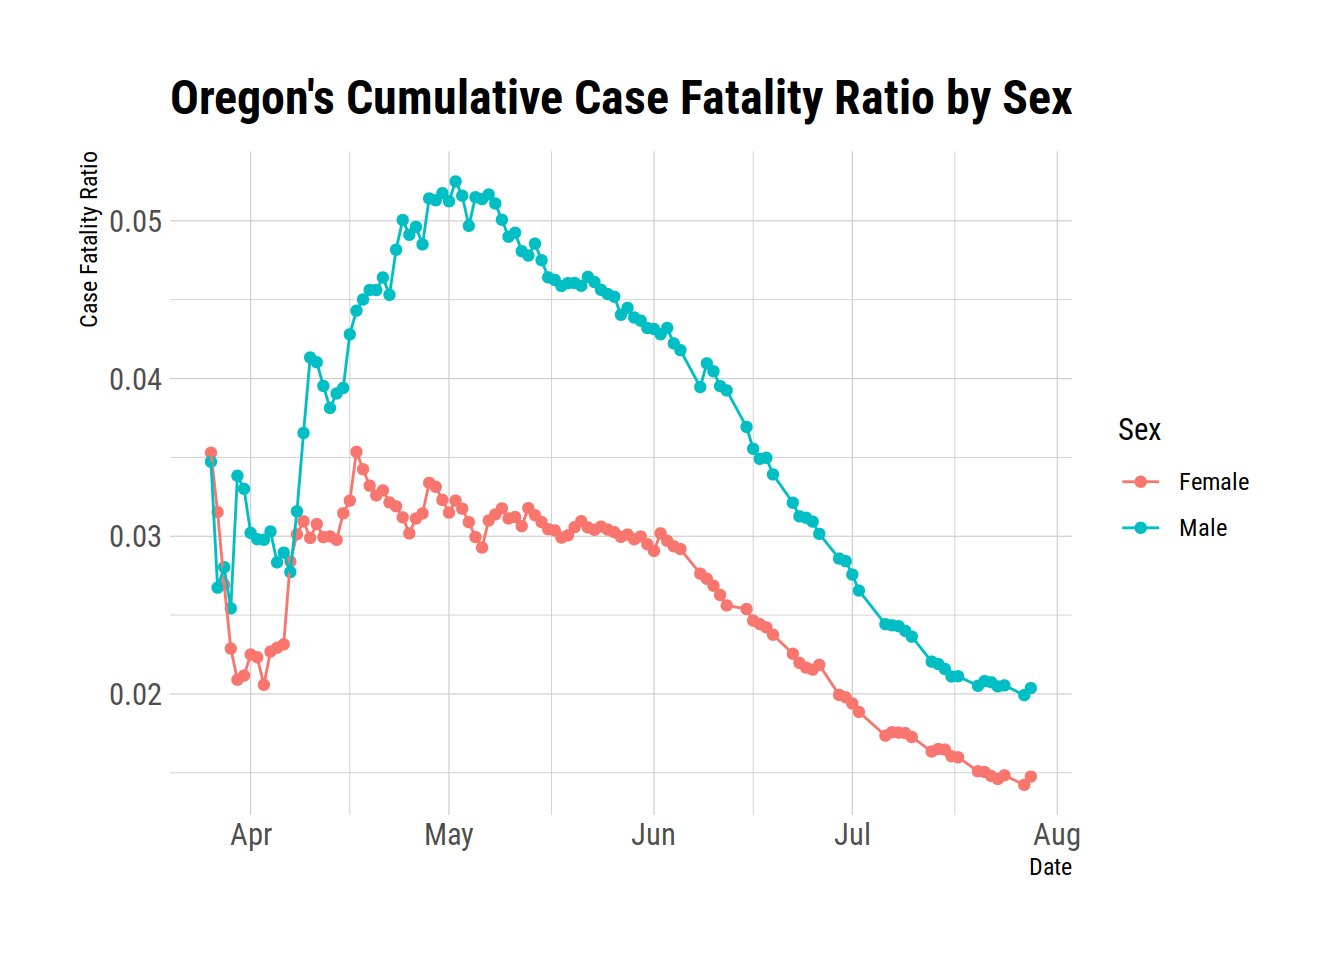 Oregon's Cumulative Case Fatality Ratio by Sex
Case Fatality Ratio
0.05
0.04
0.03
0.02
Apr May Jun Jul Aug
Date
Sex
Female
Male